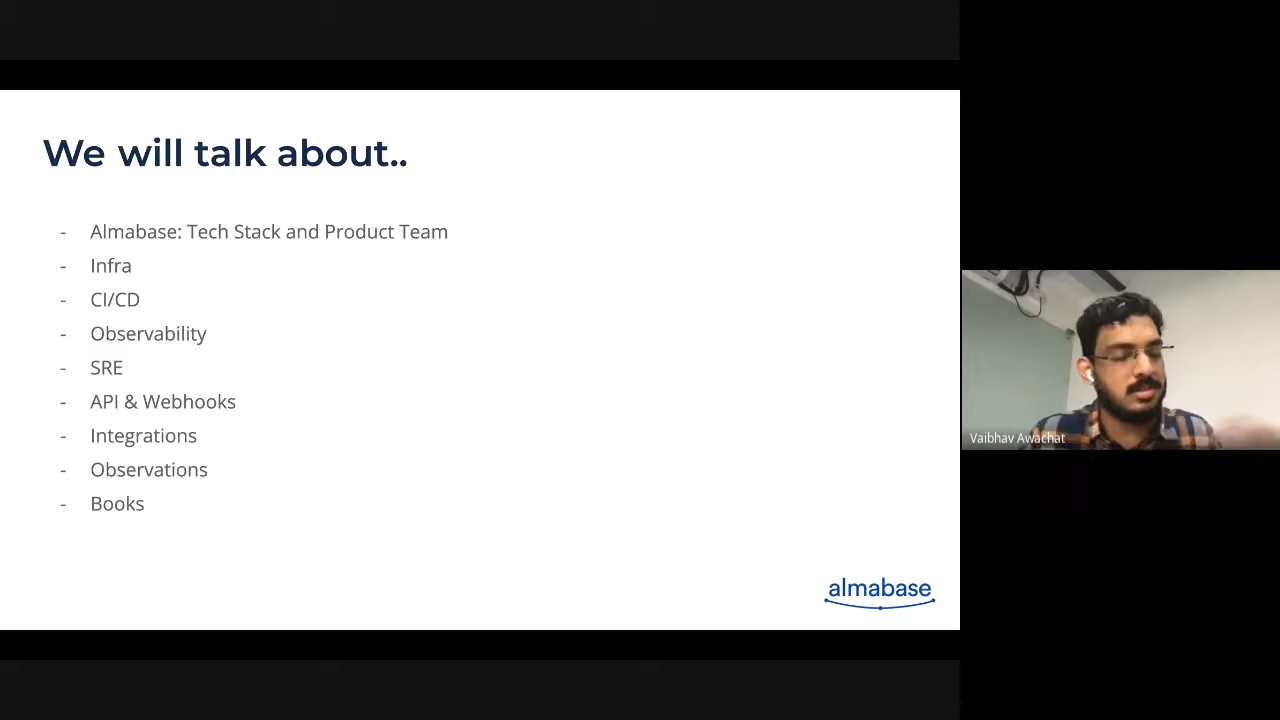 We will talk about..
- Almabase: Tech Stack and Product Team
- Infra
- CI/CD
- Observability
- SRE
- API & Webhooks
- Integrations
- Observations
- Books
almabase
Vaibhav Awachat